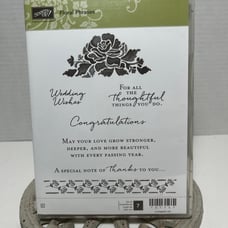 Floral Phrases
Wedding
Wishes
FOR ALL
THE
Thoughtful
THINGS YOU DO.
Congratulations
MAY YOUR LOVE GROW STRONGER,
DEEPER, AND MORE BEAUTIFUL
WITH EVERY PASSING YEAR.
A SPECIAL NOTE OF Thanks TO YOU....
7